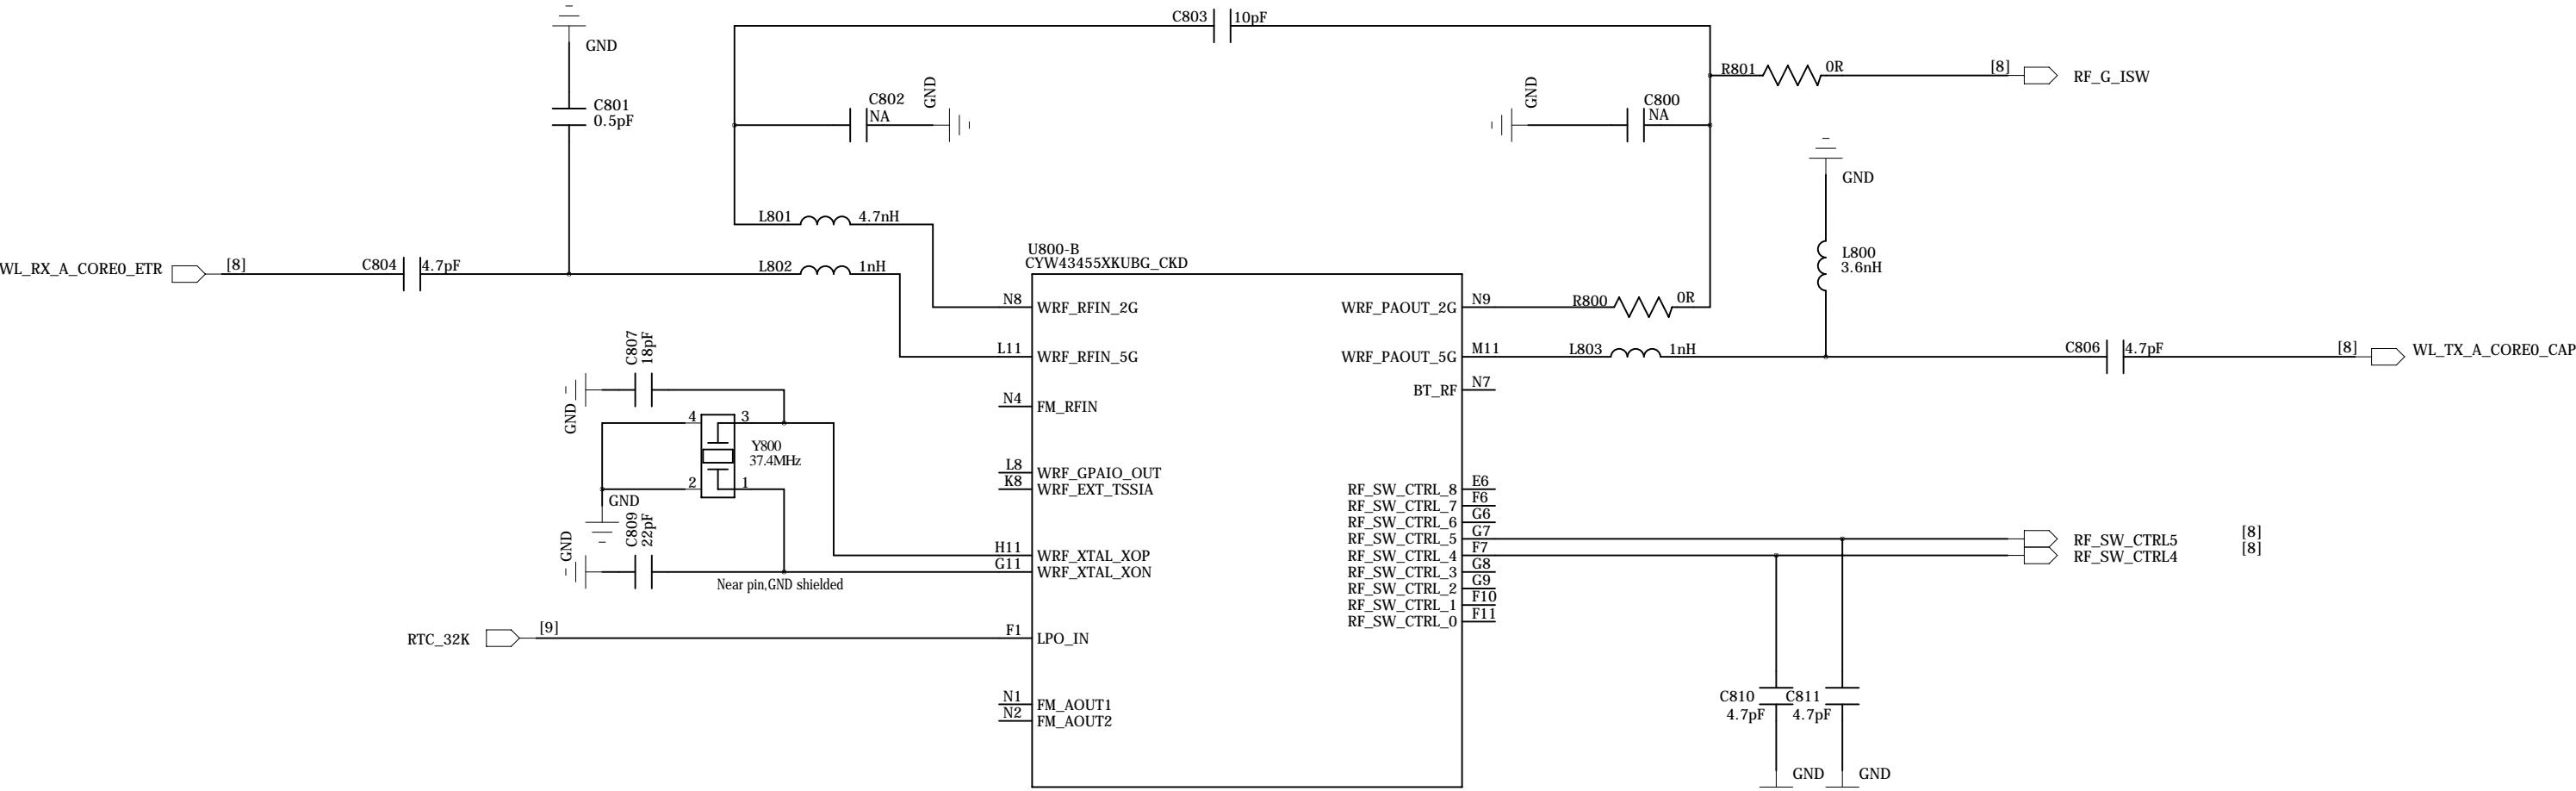 C803 10pF
GND
R801 0R [8] RF_G_ISW
C802
NA
GND
GND
C800
NA
C801
0.5pF
GND
L801 4.7nH
U800-B
CYW43455XKUBG_CKD
L800
3.6nH
WL_RX_A_CORE0_ETR [8] C804 4.7pF L802 1nH
N8 WRF_RFIN_2G
WRF_PAOUT_2G N9 R800 0R
L11 WRF_RFIN_5G
WRF_PAOUT_5G M11 L803 1nH C806 4.7pF [8] WL_TX_A_CORE0_CAP
C807
18pF
GND
BT_RF N7
N4 FM_RFIN
4 3
Y800
37.4MHz
2 1
GND
L8 WRF_GPAIO_OUT
K8 WRF_EXT_TSSIA
RF_SW_CTRL_8 E6
RF_SW_CTRL_7 F6
RF_SW_CTRL_6 G6
RF_SW_CTRL_5 G7 RF_SW_CTRL5 [8]
RF_SW_CTRL_4 F7 RF_SW_CTRL4 [8]
RF_SW_CTRL_3 G8
RF_SW_CTRL_2 G9
RF_SW_CTRL_1 F10
RF_SW_CTRL_0 F11
C809
22pF
GND
H11 WRF_XTAL_XOP
G11 WRF_XTAL_XON
Near pin,GND shielded
RTC_32K [9] F1 LPO_IN
N1 FM_AOUT1
N2 FM_AOUT2
C810
4.7pF
C811
4.7pF
GND GND